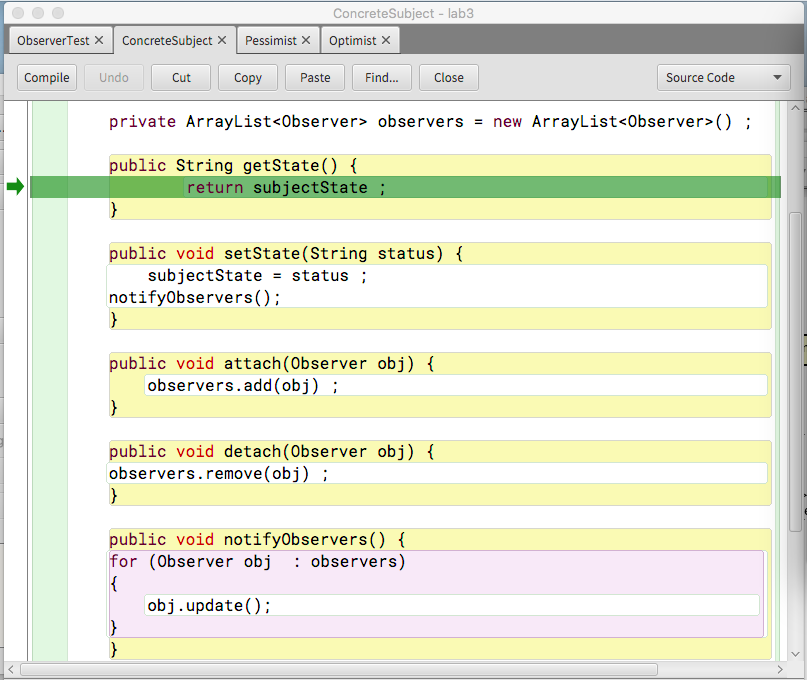 ConcreteSubject - lab3
ObserverTest × ConcreteSubject × Pessimist × Optimist ×
Compile Undo Cut Copy Paste Find... Close Source Code
private ArrayList<Observer> observers = new ArrayList<Observer>() ;
public String getState() {
return subjectState ;
}
public void setState(String status) {
subjectState = status ;
notifyObservers();
}
public void attach(Observer obj) {
observers.add(obj) ;
}
public void detach(Observer obj) {
observers.remove(obj) ;
}
public void notifyObservers() {
for (Observer obj  : observers)
{
obj.update();
}
}